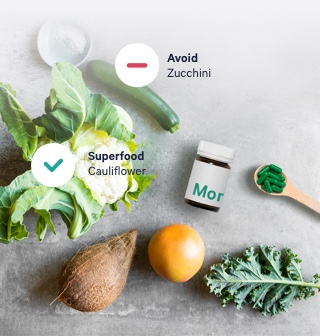 Avoid
Zucchini
Superfood
Cauliflower
Mor